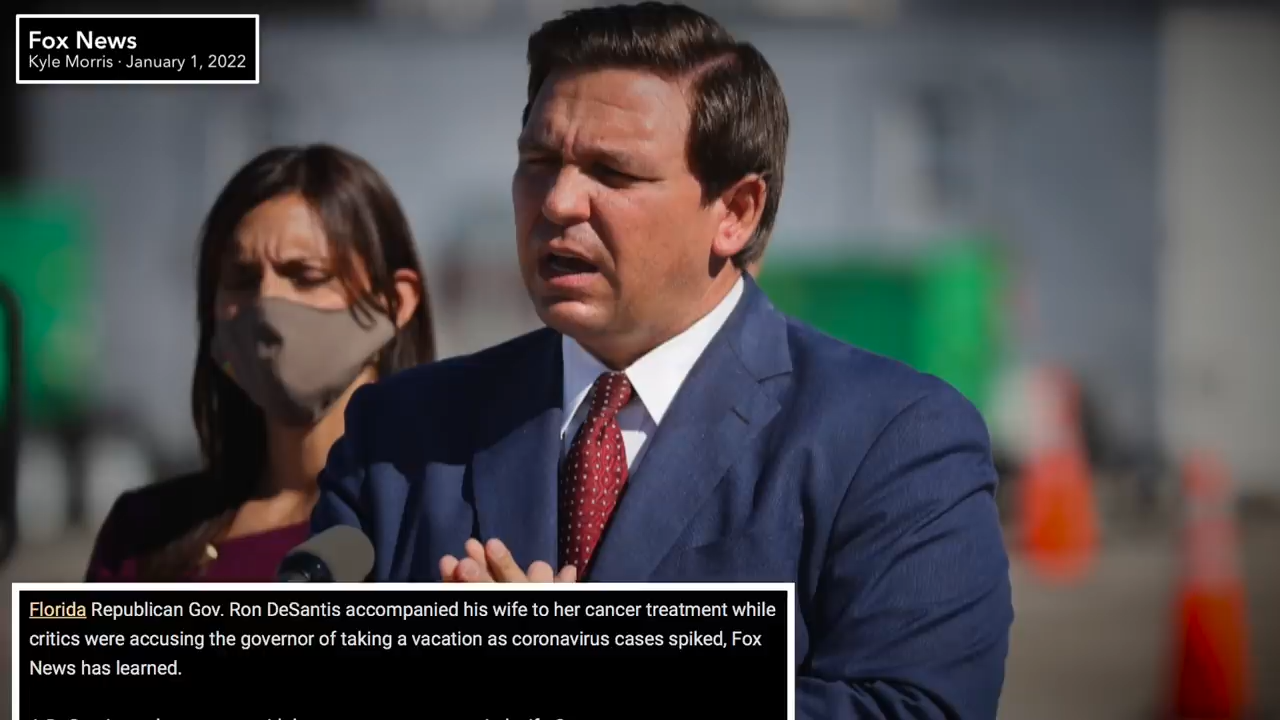 Fox News
Kyle Morris · January 1, 2022
Florida Republican Gov. Ron DeSantis accompanied his wife to her cancer treatment while
critics were accusing the governor of taking a vacation as coronavirus cases spiked, Fox
News has learned.